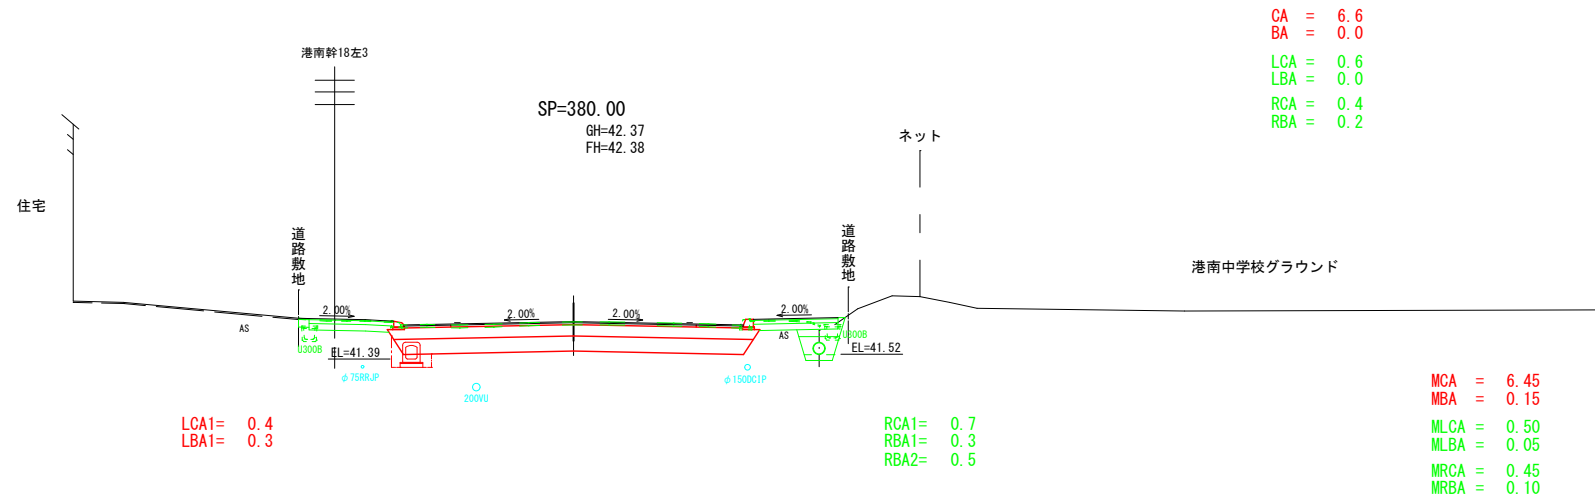 CA = 6.6
BA = 0.0
LCA = 0.6
LBA = 0.0
RCA = 0.4
RBA = 0.2
港南幹18左3
SP=380.00
GH=42.37
FH=42.38
ネット
住宅
道路敷地
道路敷地
港南中学校グラウンド
2.00%
2.00%
2.00%
2.00%
AS
AS
U300B
U300B
EL=41.39
EL=41.52
φ75RRJP
φ150DCIP
200VU
LCA1= 0.4
LBA1= 0.3
RCA1= 0.7
RBA1= 0.3
RBA2= 0.5
MCA = 6.45
MBA = 0.15
MLCA = 0.50
MLBA = 0.05
MRCA = 0.45
MRBA = 0.10